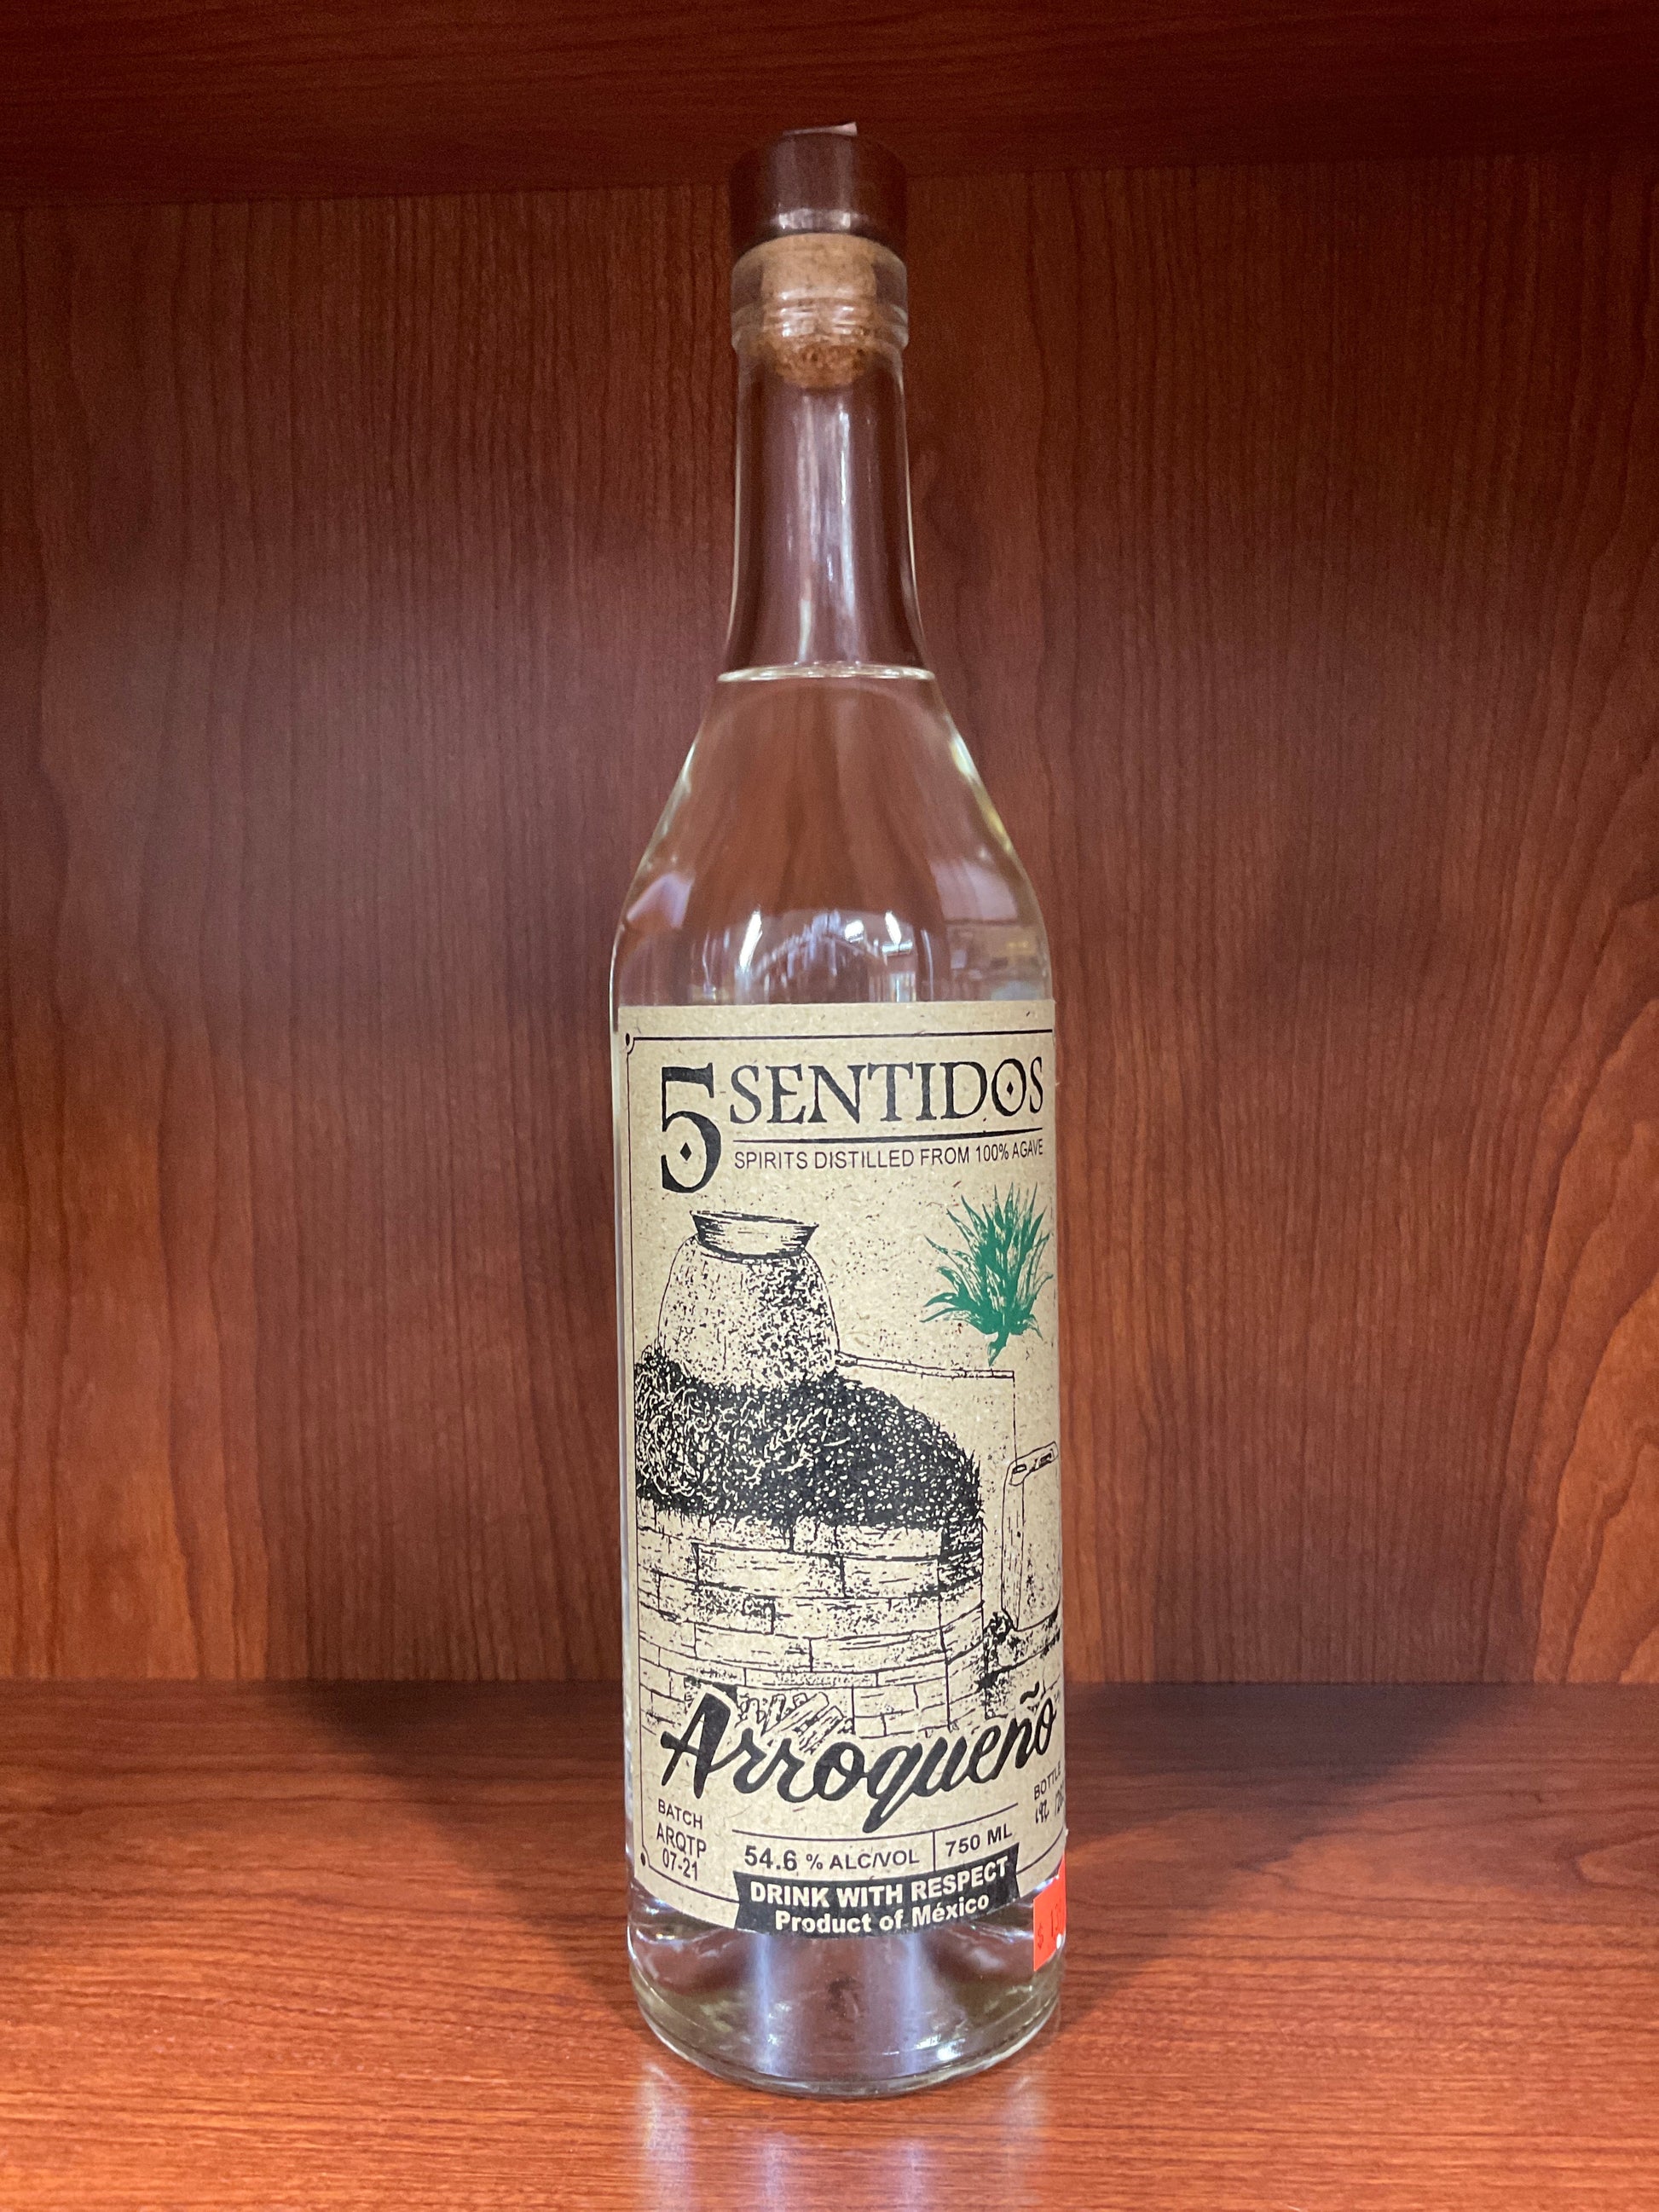 5 SENTIDOS
SPIRITS DISTILLED FROM 100% AGAVE
Arroqueño
BATCH
ARQTP
07-21
54.6 % ALC/VOL
750 ML
BOTTLE
DRINK WITH RESPECT
Product of México